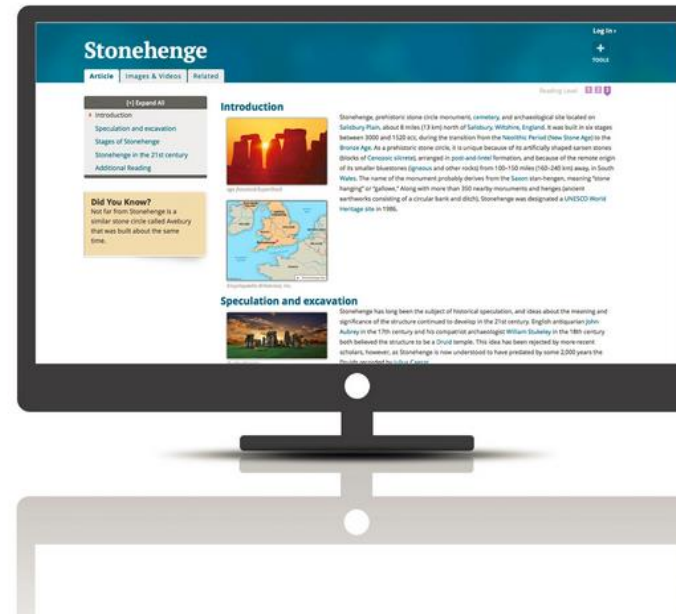 Log In ›
Stonehenge
+
TOOLS
Article
Images & Videos
Related
Reading Level
1 2 3
[+] Expand All
Introduction
Speculation and excavation
Stages of Stonehenge
Stonehenge in the 21st century
Additional Reading
Did You Know?
Not far from Stonehenge is a
similar stone circle called Avebury
that was built about the same
time.
Introduction
Stonehenge, prehistoric stone circle monument, cemetery, and archaeological site located on
Salisbury Plain, about 8 miles (13 km) north of Salisbury, Wiltshire, England. It was built in six stages
between 3000 and 1520 BCE, during the transition from the Neolithic Period (New Stone Age) to the
Bronze Age. As a prehistoric stone circle, it is unique because of its artificially shaped sarsen stones
(blocks of Cenozoic silcrete), arranged in post-and-lintel formation, and because of the remote origin
of its smaller bluestones (igneous and other rocks) from 100–150 miles (160–240 km) away, in South
Wales. The name of the monument probably derives from the Saxon stan-hengen, meaning "stone
hanging" or "gallows." Along with more than 350 nearby monuments and henges (ancient
earthworks consisting of a circular bank and ditch), Stonehenge was designated a UNESCO World
Heritage site in 1986.
Encyclopædia Britannica, Inc.
Speculation and excavation
Stonehenge has long been the subject of historical speculation, and ideas about the meaning and
significance of the structure continued to develop in the 21st century. English antiquarian John
Aubrey in the 17th century and his compatriot archaeologist William Stukeley in the 18th century
both believed the structure to be a Druid temple. This idea has been rejected by more recent
scholars, however, as Stonehenge is now understood to have predated by some 2,000 years the
Druids recorded by Julius Caesar.